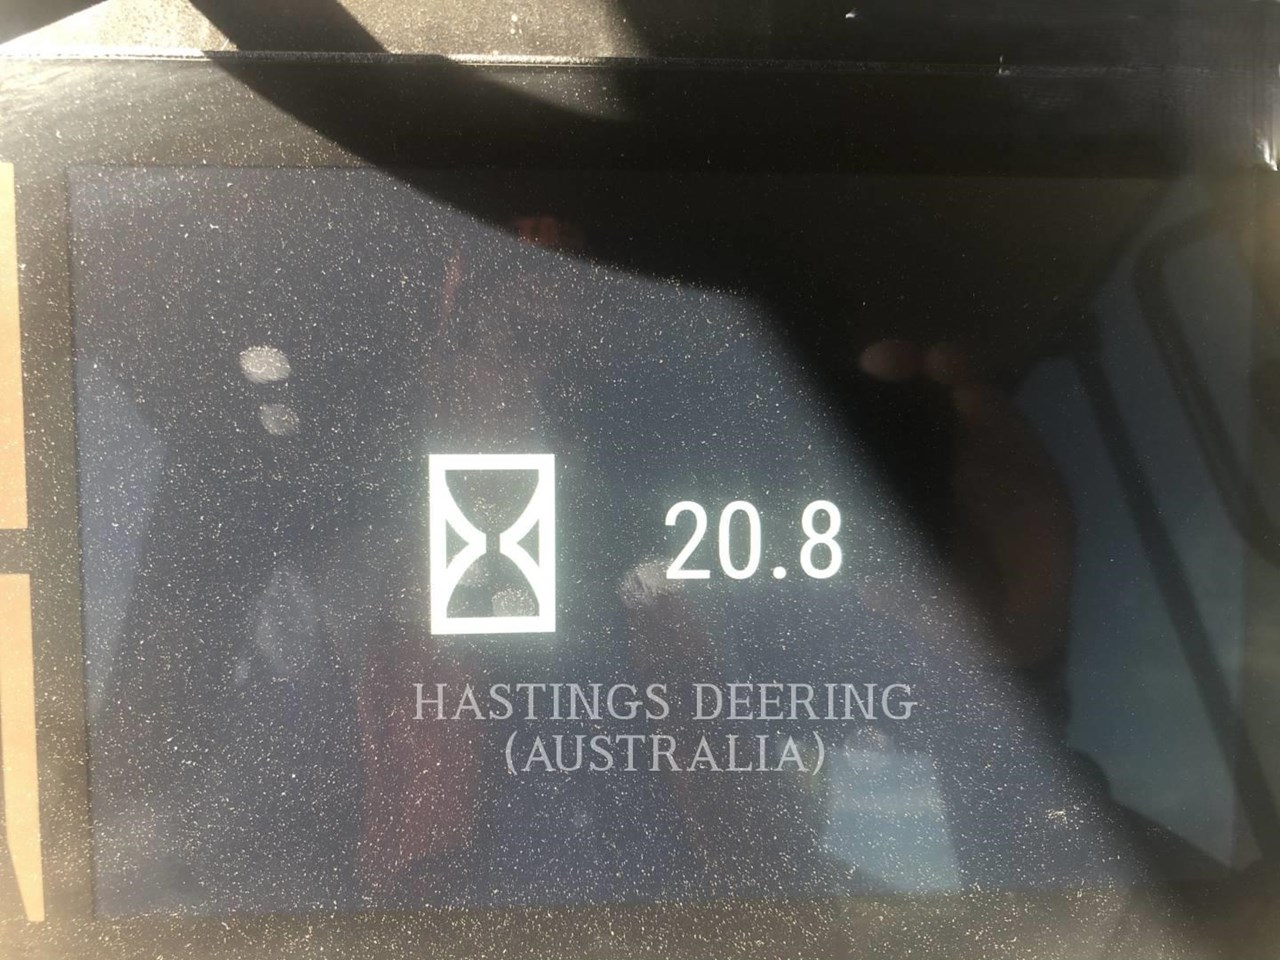 20.8
HASTINGS DEERING
(AUSTRALIA)